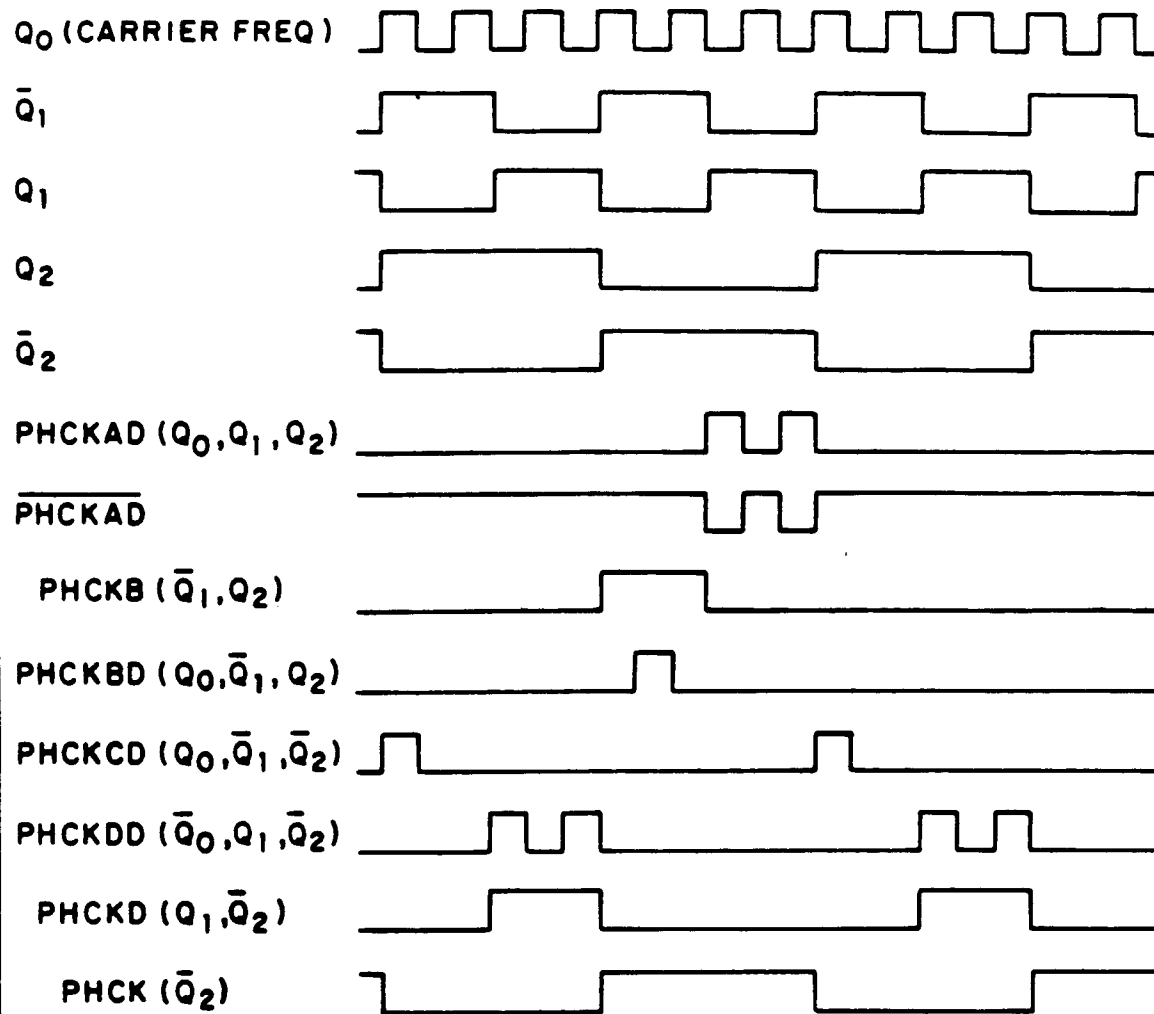 Q0 (CARRIER FREQ)
Q̄1
Q1
Q2
Q̄2
PHCKAD (Q0,Q1,Q2)
P̅H̅C̅K̅A̅D̅
PHCKB (Q̄1,Q2)
PHCKBD (Q0,Q̄1,Q2)
PHCKCD (Q0,Q̄1,Q̄2)
PHCKDD (Q̄0,Q1,Q̄2)
PHCKD (Q1,Q̄2)
PHCK (Q̄2)